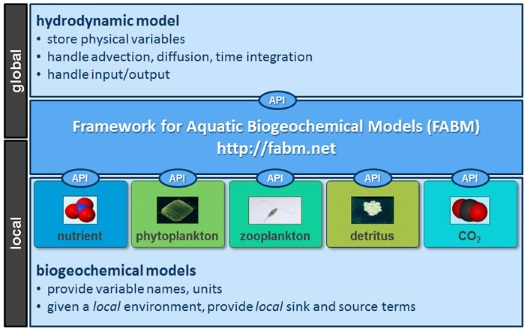 global
hydrodynamic model
• store physical variables
• handle advection, diffusion, time integration
• handle input/output
API
Framework for Aquatic Biogeochemical Models (FABM)
http://fabm.net
local
API API API API API
nutrient phytoplankton zooplankton detritus CO₂
biogeochemical models
• provide variable names, units
• given a local environment, provide local sink and source terms